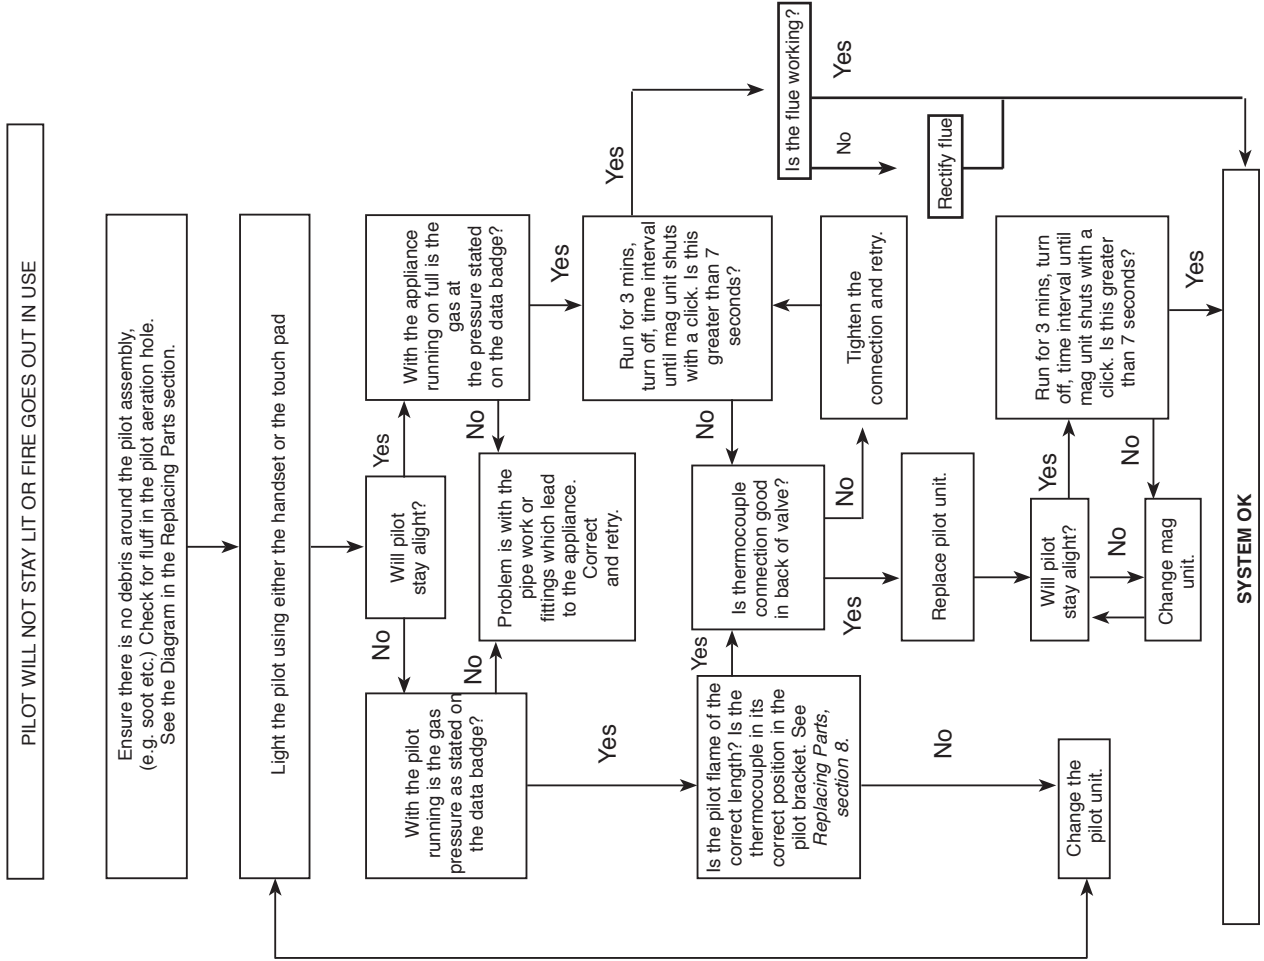 PILOT WILL NOT STAY LIT OR FIRE GOES OUT IN USE
Ensure there is no debris around the pilot assembly,
(e.g. soot etc.) Check for fluff in the pilot aeration hole.
See the Diagram in the Replacing Parts section.
Light the pilot using either the handset or the touch pad
Will pilot
stay alight?
No
Yes
With the pilot
running is the gas
pressure as stated on
the data badge?
No
Yes
Problem is with the
pipe work or
fittings which lead
to the appliance.
Correct
and retry.
With the appliance
running on full is the
gas at
the pressure stated
on the data badge?
No
Yes
Is the pilot flame of the
correct length? Is the
thermocouple in its
correct position in the
pilot bracket. See
Replacing Parts,
section 8.
Yes
No
Is thermocouple
connection good
in back of valve?
Yes
No
Run for 3 mins,
turn off, time interval
until mag unit shuts
with a click. Is this
greater than 7
seconds?
No
Yes
Is the flue working?
No
Yes
Rectify flue
Tighten the
connection and retry.
Replace pilot unit.
Change the
pilot unit.
Will pilot
stay alight?
Yes
No
Change mag
unit.
Run for 3 mins, turn
off, time interval until
mag unit shuts with a
click. Is this greater
than 7 seconds?
No
Yes
SYSTEM OK